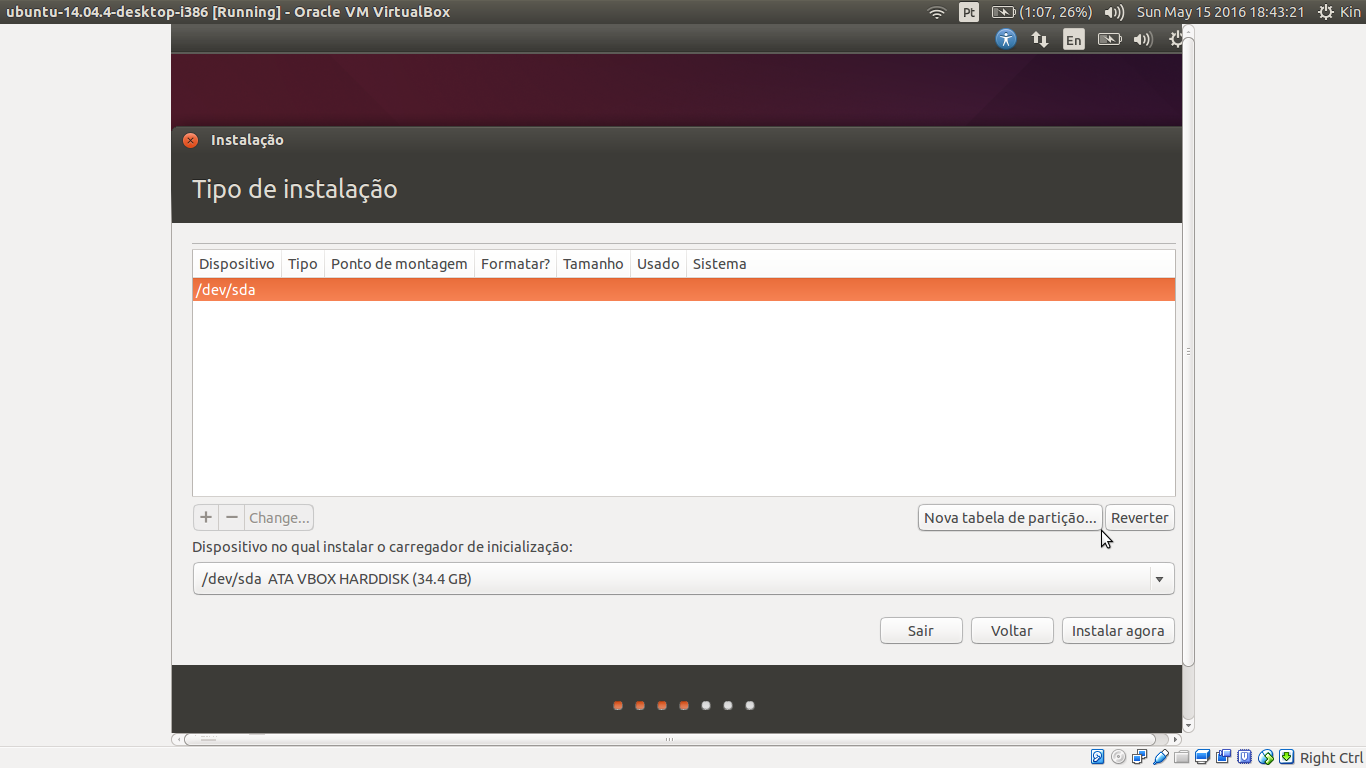 ubuntu-14.04.4-desktop-i386 [Running] - Oracle VM VirtualBox Pt (1:07, 26%) Sun May 15 2016 18:43:21 Kin
En
Instalação
Tipo de instalação
Dispositivo Tipo Ponto de montagem Formatar? Tamanho Usado Sistema
/dev/sda
+ − Change... Nova tabela de partição... Reverter
Dispositivo no qual instalar o carregador de inicialização:
/dev/sda ATA VBOX HARDDISK (34.4 GB)
Sair Voltar Instalar agora
Right Ctrl